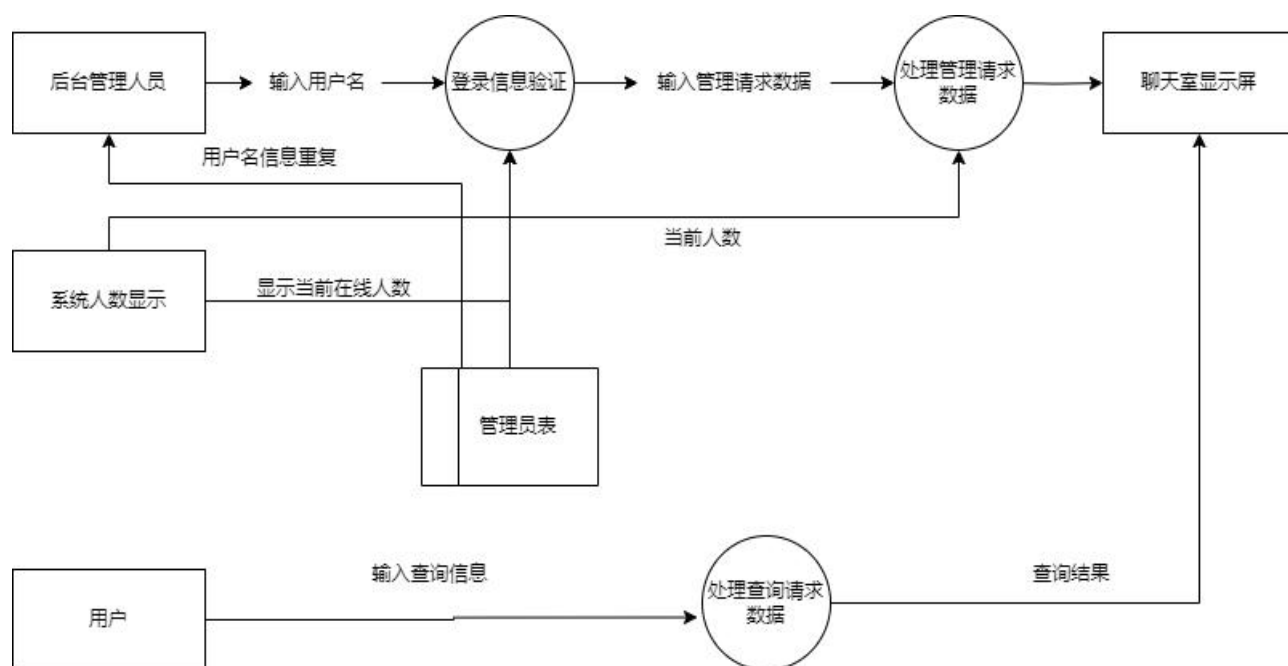 后台管理人员
输入用户名
登录信息验证
输入管理请求数据
处理管理请求
数据
聊天室显示屏
用户名信息重复
当前人数
系统人数显示
显示当前在线人数
管理员表
用户
输入查询信息
处理查询请求
数据
查询结果